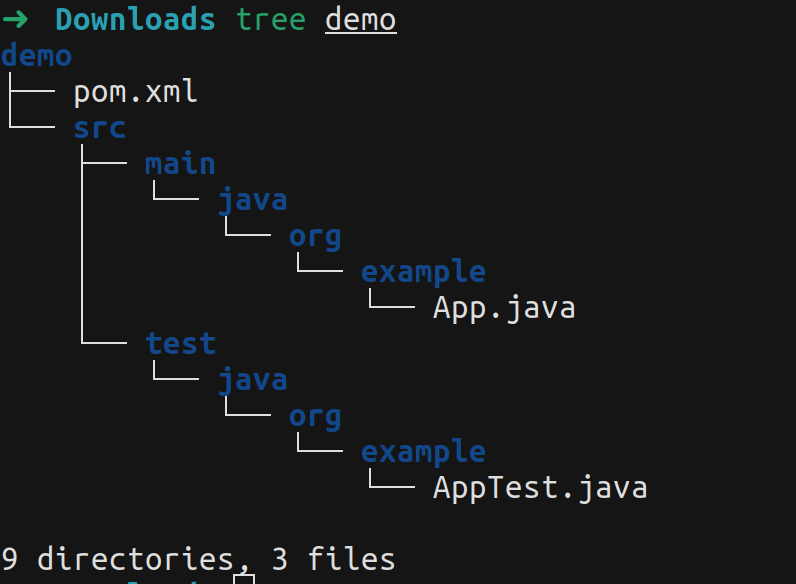 ➜ Downloads tree demo
demo
├── pom.xml
└── src
    ├── main
    │   └── java
    │       └── org
    │           └── example
    │               └── App.java
    └── test
        └── java
            └── org
                └── example
                    └── AppTest.java
9 directories, 3 files